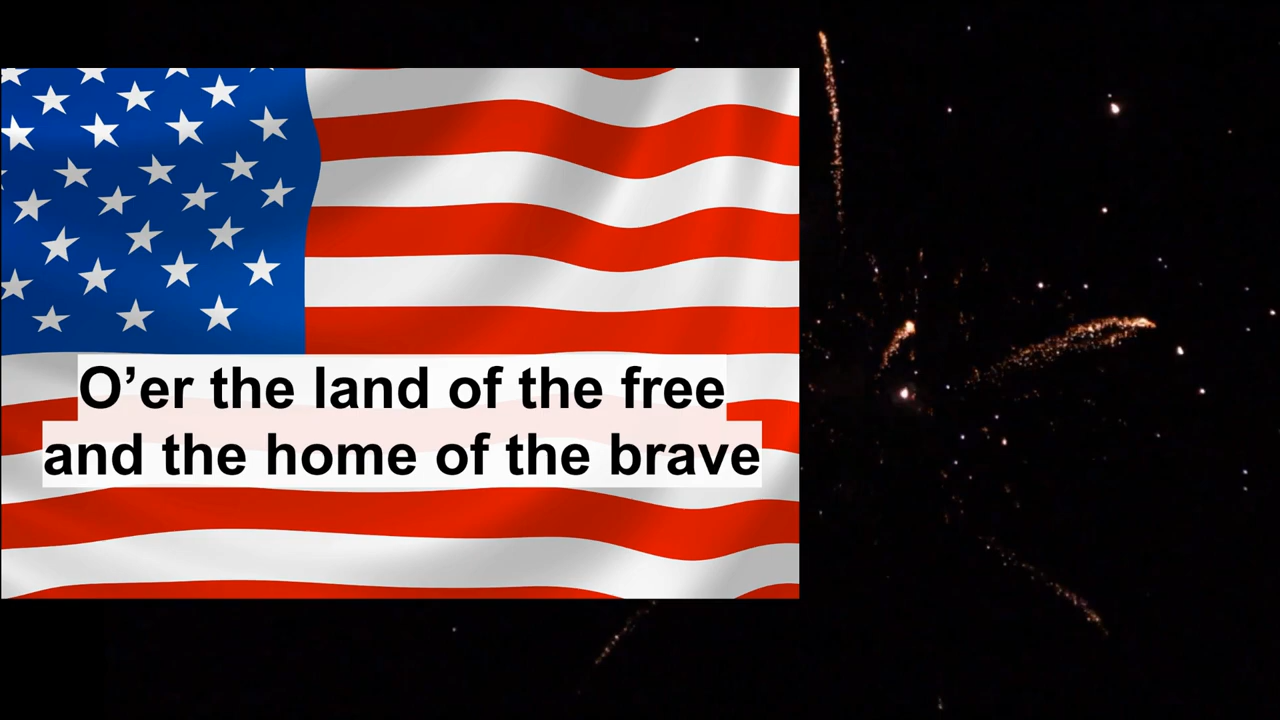 O’er the land of the free
and the home of the brave